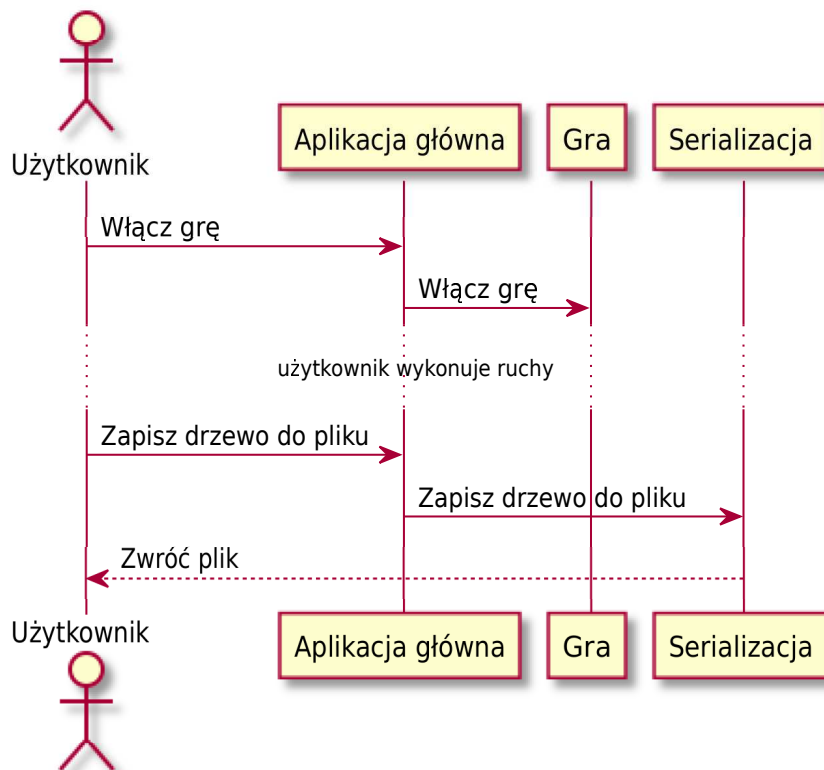 Użytkownik
Aplikacja główna
Gra
Serializacja
Włącz grę
Włącz grę
użytkownik wykonuje ruchy
Zapisz drzewo do pliku
Zapisz drzewo do pliku
Zwróć plik
Użytkownik
Aplikacja główna
Gra
Serializacja